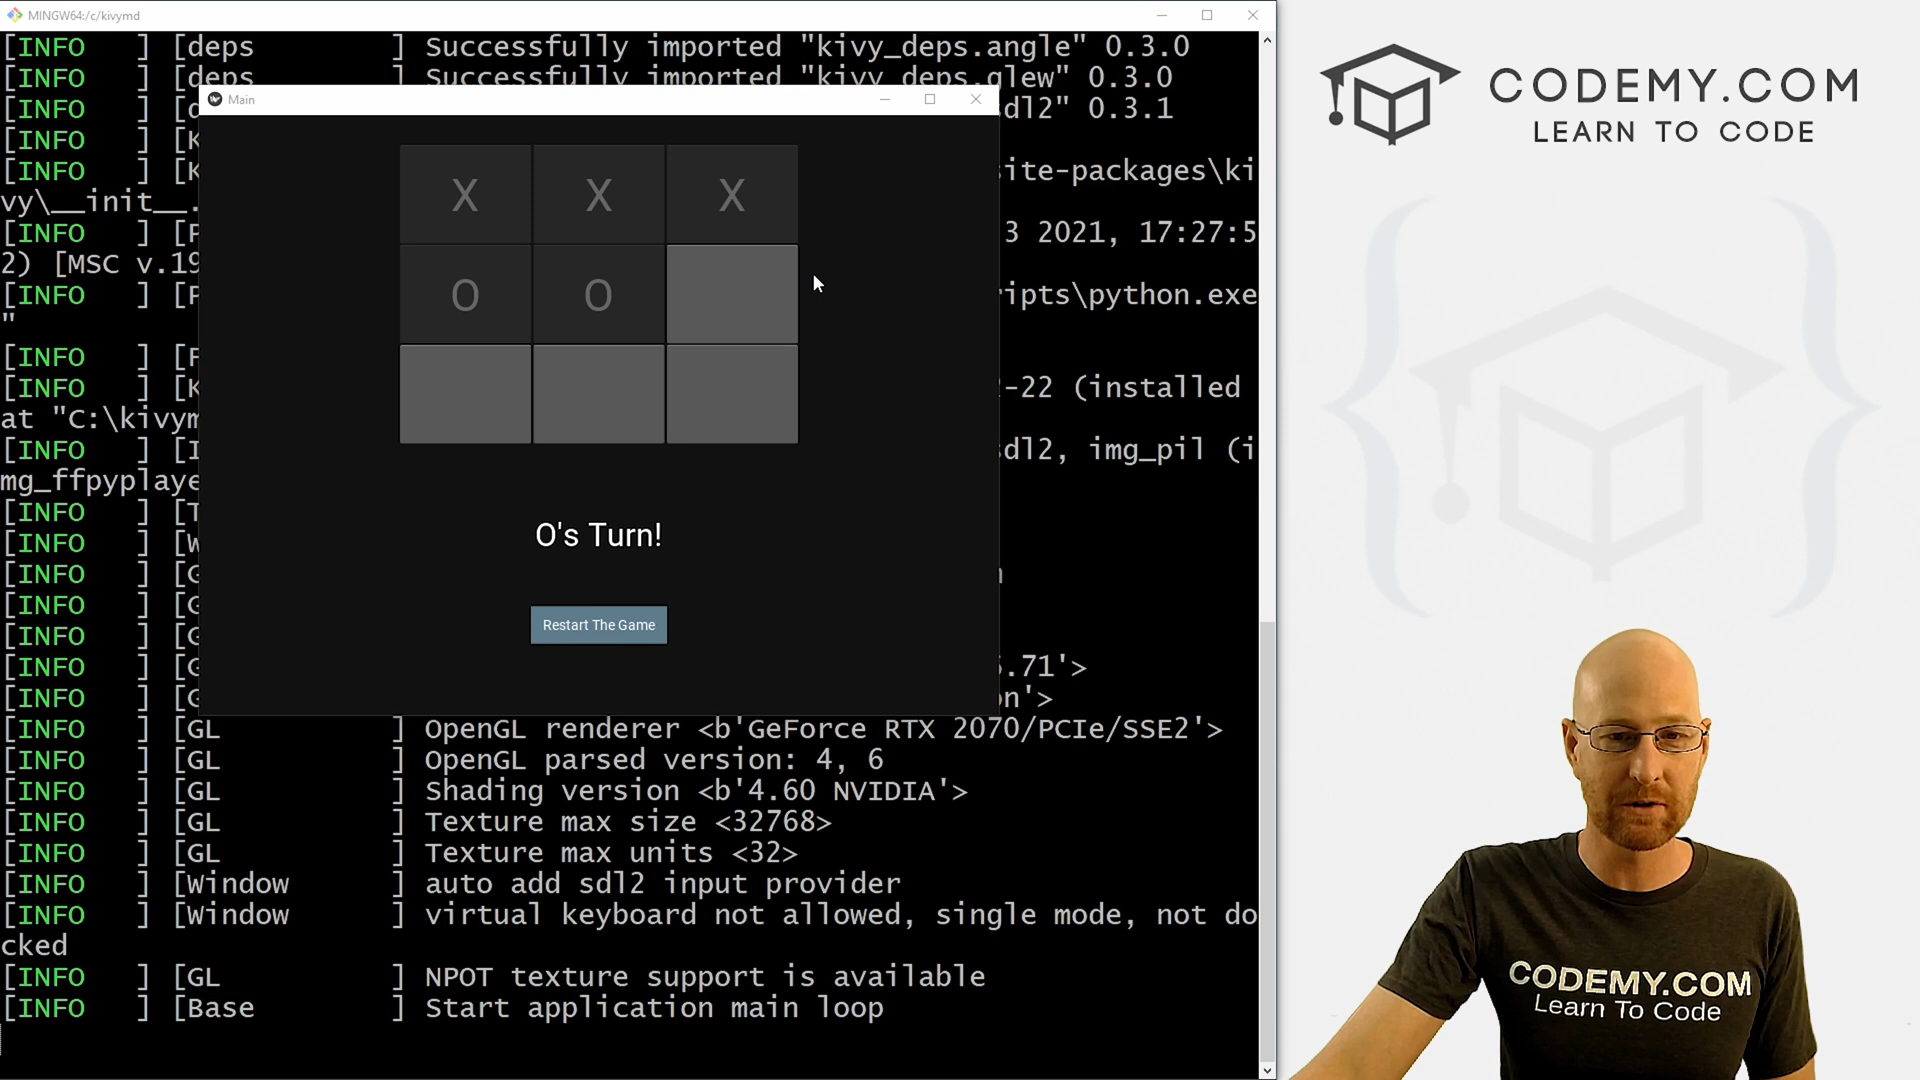 MINGW64:/c/kivymd
[INFO ] [deps ] Successfully imported "kivy_deps.angle" 0.3.0
[INFO ] [deps ] Successfully imported "kivy_deps.glew" 0.3.0
Main
[INFO ] [d sdl2" 0.3.1
[INFO ] [K
[INFO ] [K site-packages\ki
vy\__init__.
[INFO ] [P 3 2021, 17:27:5
2) [MSC v.19
[INFO ] [P ripts\python.exe
"
[INFO ] [F
[INFO ] [K 2-22 (installed
at "C:\kivym
[INFO ] [I sdl2, img_pil (i
mg_ffpyplaye
[INFO ] [T
[INFO ] [W
[INFO ] [G
[INFO ] [G
[INFO ] [G
[INFO ] [G .71'>
[INFO ] [G on'>
[INFO ] [GL ] OpenGL renderer <b'GeForce RTX 2070/PCIe/SSE2'>
[INFO ] [GL ] OpenGL parsed version: 4, 6
[INFO ] [GL ] Shading version <b'4.60 NVIDIA'>
[INFO ] [GL ] Texture max size <32768>
[INFO ] [GL ] Texture max units <32>
[INFO ] [Window ] auto add sdl2 input provider
[INFO ] [Window ] virtual keyboard not allowed, single mode, not do
cked
[INFO ] [GL ] NPOT texture support is available
[INFO ] [Base ] Start application main loop
X X X
O O
O's Turn!
Restart The Game
CODEMY.COM
LEARN TO CODE
CODEMY.COM
Learn To Code